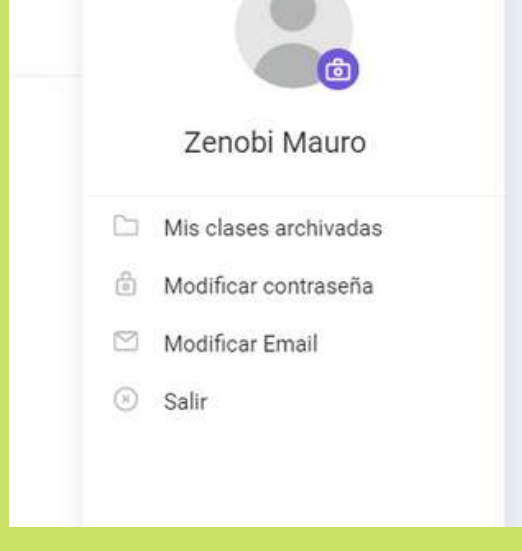 Zenobi Mauro
Mis clases archivadas
Modificar contraseña
Modificar Email
Salir